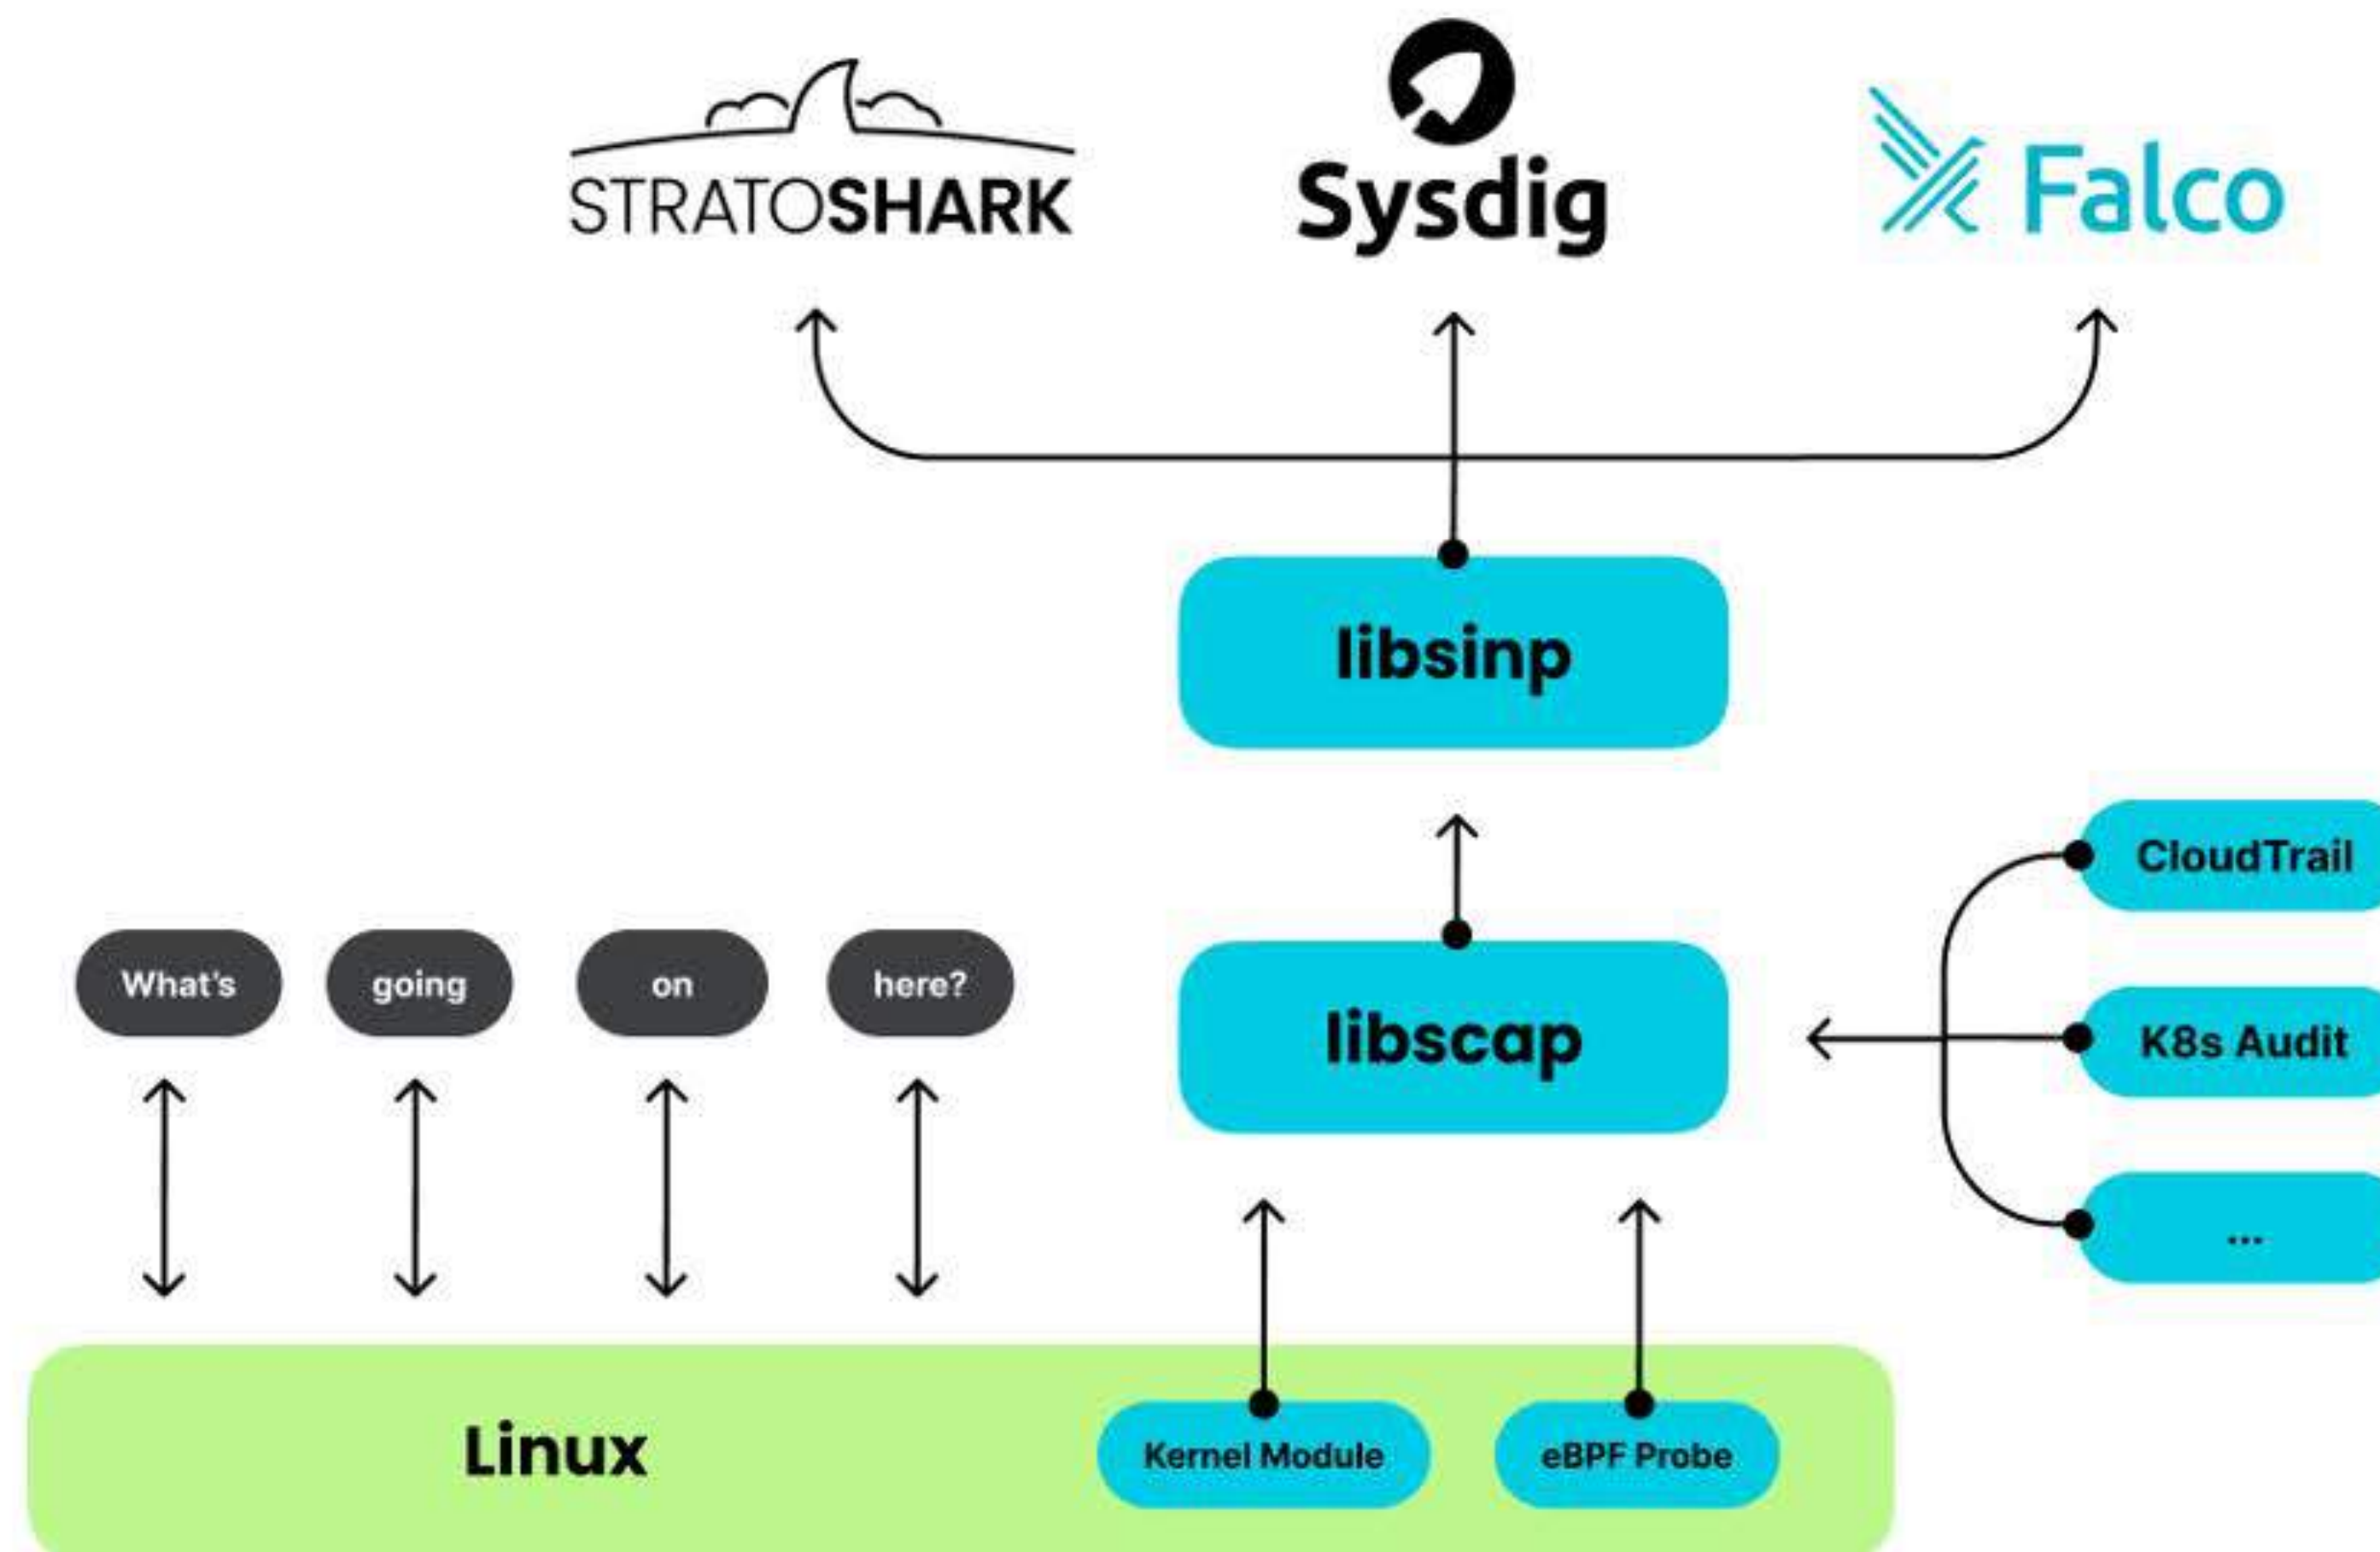 STRATOSHARK
Sysdig
Falco
libsinp
CloudTrail
What's
going
on
here?
libscap
K8s Audit
...
Linux
Kernel Module
eBPF Probe